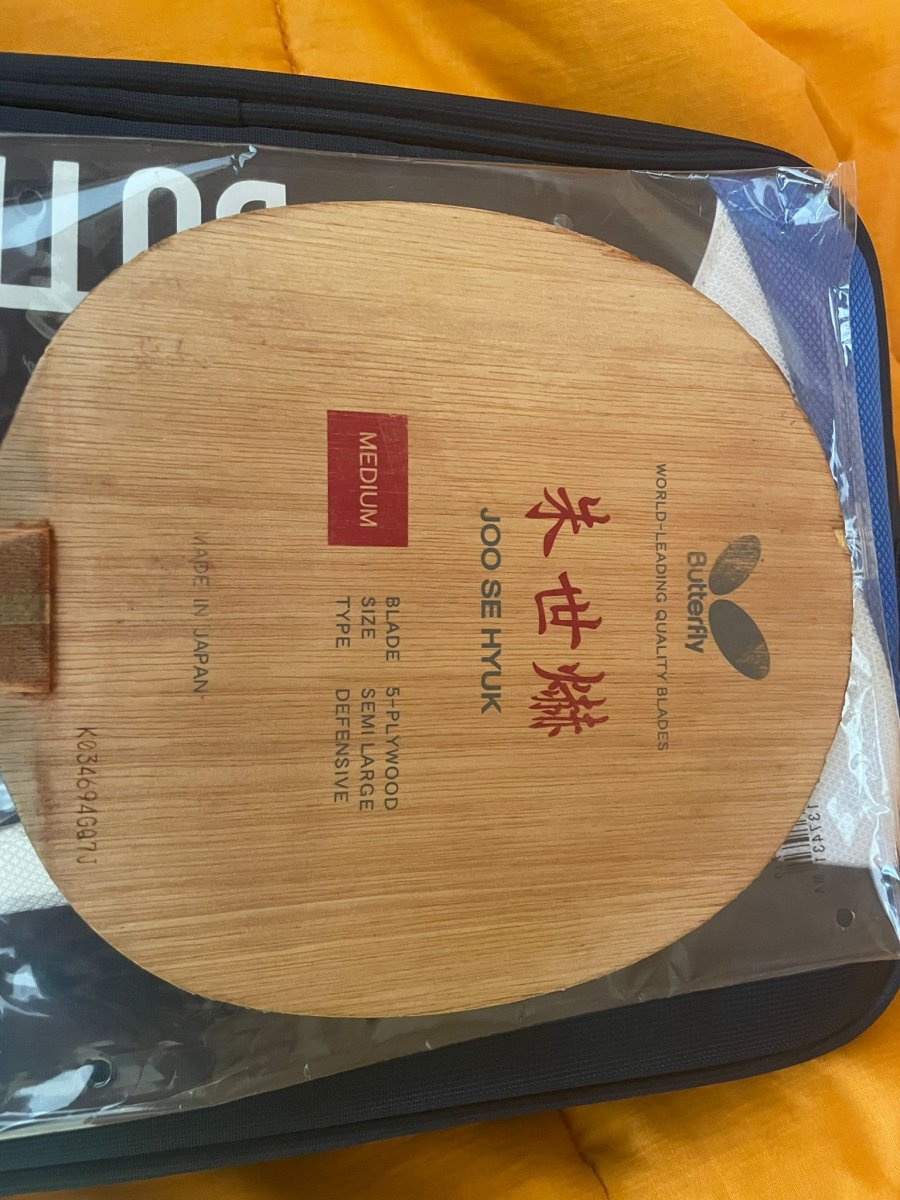 Butterfly
WORLD-LEADING QUALITY BLADES
朱世爀
JOO SE HYUK
BLADE 5-PLYWOOD
SIZE SEMI LARGE
TYPE DEFENSIVE
MEDIUM
MADE IN JAPAN
K034694G07J